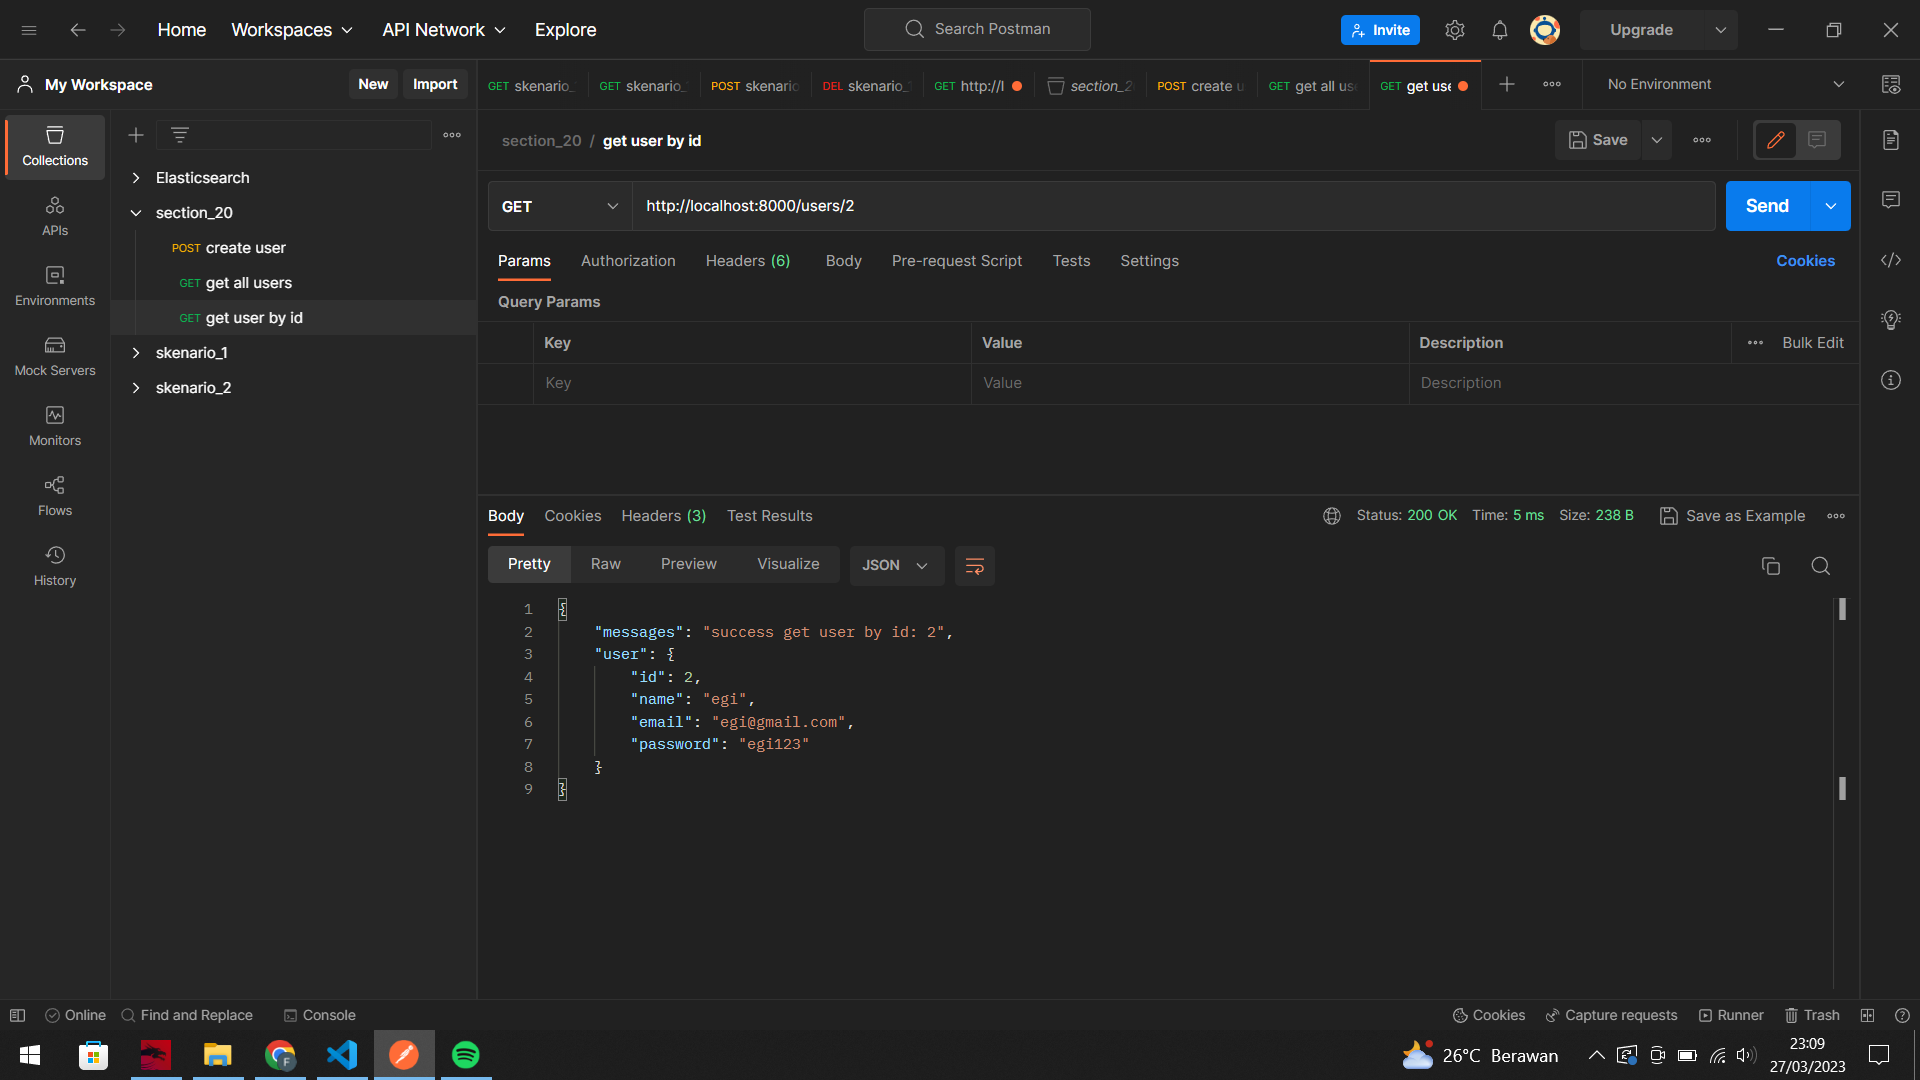 Home
Workspaces
API Network
Explore
Search Postman
Invite
Upgrade
My Workspace
New
Import
GET skenario_
GET skenario_
POST skenario
DEL skenario_1
GET http://l
section_2
POST create u
GET get all us
GET get use
No Environment
Collections
APIs
Environments
Mock Servers
Monitors
Flows
History
Elasticsearch
section_20
POST create user
GET get all users
GET get user by id
skenario_1
skenario_2
section_20 / get user by id
Save
GET
http://localhost:8000/users/2
Send
Params
Authorization
Headers (6)
Body
Pre-request Script
Tests
Settings
Cookies
Query Params
Key
Value
Description
Bulk Edit
Key
Value
Description
Body
Cookies
Headers (3)
Test Results
Status: 200 OK
Time: 5 ms
Size: 238 B
Save as Example
Pretty
Raw
Preview
Visualize
JSON
1 {
2 "messages": "success get user by id: 2",
3 "user": {
4 "id": 2,
5 "name": "egi",
6 "email": "egi@gmail.com",
7 "password": "egi123"
8 }
9 }
Online
Find and Replace
Console
Cookies
Capture requests
Runner
Trash
F
26°C Berawan
23:09
27/03/2023